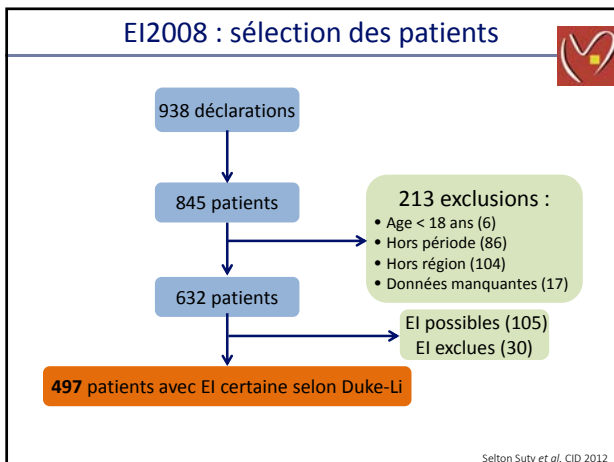 EI2008 : sélection des patients
938 déclarations
845 patients
213 exclusions :
• Age < 18 ans (6)
• Hors période (86)
• Hors région (104)
• Données manquantes (17)
632 patients
EI possibles (105)
EI exclues (30)
497 patients avec EI certaine selon Duke-Li
Selton Suty et al. CID 2012